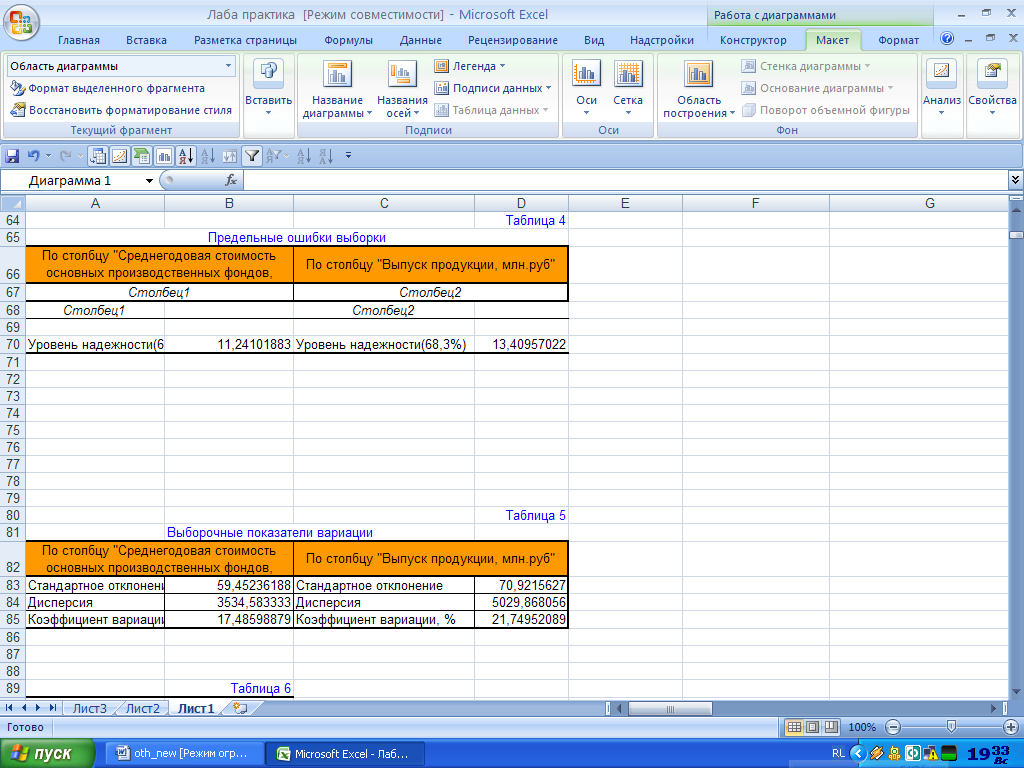 Лаба практика [Режим совместимости] - Microsoft Excel
Работа с диаграммами
Главная Вставка Разметка страницы Формулы Данные Рецензирование Вид Надстройки Конструктор Макет Формат
Область диаграммы
Формат выделенного фрагмента
Восстановить форматирование стиля
Текущий фрагмент
Вставить
Название диаграммы
Названия осей
Легенда
Подписи данных
Таблица данных
Подписи
Оси
Сетка
Оси
Область построения
Стенка диаграммы
Основание диаграммы
Поворот объемной фигуры
Фон
Анализ
Свойства
Диаграмма 1 fx
A B C D E F G
64 Таблица 4
65 Предельные ошибки выборки
По столбцу "Среднегодовая стоимость
66 основных производственных фондов, По столбцу "Выпуск продукции, млн.руб"
67 Столбец1 Столбец2
68 Столбец1 Столбец2
69
70 Уровень надежности(6 11,24101883 Уровень надежности(68,3%) 13,40957022
71
72
73
74
75
76
77
78
79
80 Таблица 5
81 Выборочные показатели вариации
По столбцу "Среднегодовая стоимость
82 основных производственных фондов, По столбцу "Выпуск продукции, млн.руб"
83 Стандартное отклонени 59,45236188 Стандартное отклонение 70,9215627
84 Дисперсия 3534,583333 Дисперсия 5029,868056
85 Коэффициент вариации 17,48598879 Коэффициент вариации, % 21,74952089
86
87
88
89 Таблица 6
Лист3 Лист2 Лист1
Готово 100%
пуск oth_new [Режим огр... Microsoft Excel - Лаб... RL 19 33 Вс